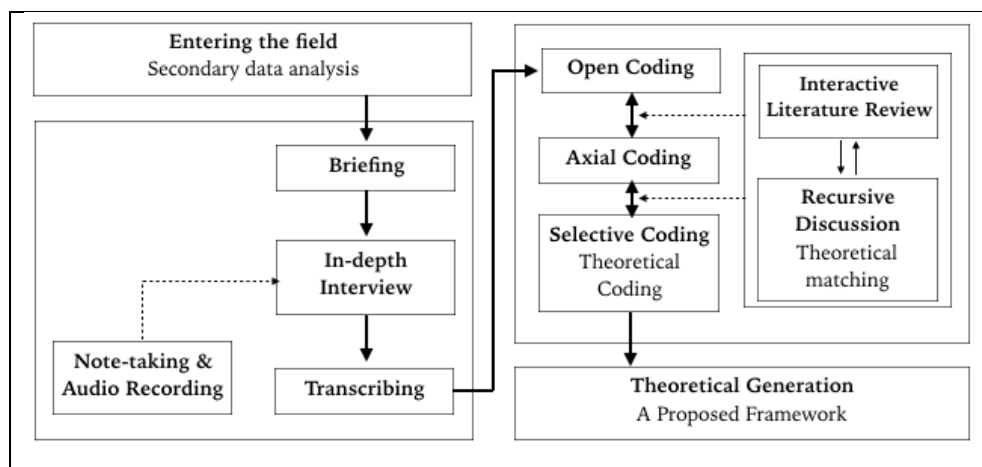 Entering the field
Secondary data analysis
Briefing
In-depth
Interview
Note-taking &
Audio Recording
Transcribing
Open Coding
Axial Coding
Selective Coding
Theoretical
Coding
Interactive
Literature Review
Recursive
Discussion
Theoretical
matching
Theoretical Generation
A Proposed Framework